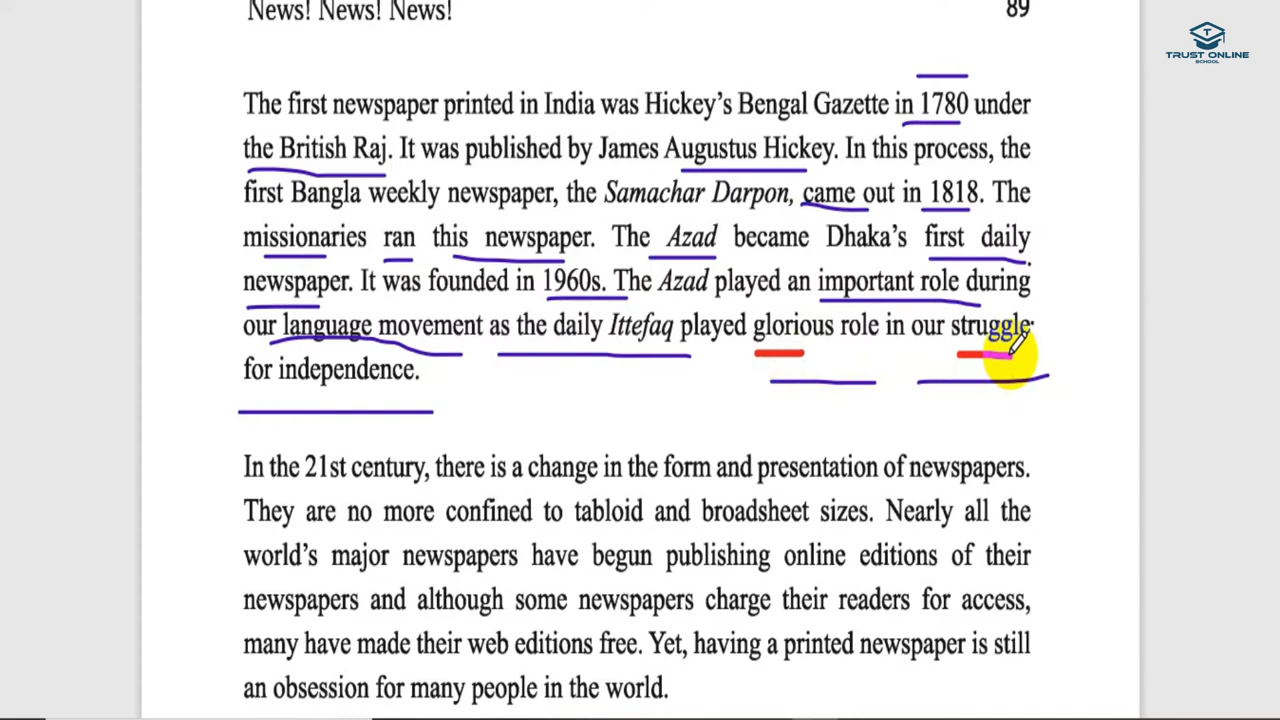 News! News! News! 89
TRUST ONLINE
SCHOOL
The first newspaper printed in India was Hickey's Bengal Gazette in 1780 under
the British Raj. It was published by James Augustus Hickey. In this process, the
first Bangla weekly newspaper, the Samachar Darpon, came out in 1818. The
missionaries ran this newspaper. The Azad became Dhaka's first daily
newspaper. It was founded in 1960s. The Azad played an important role during
our language movement as the daily Ittefaq played glorious role in our struggle
for independence.
In the 21st century, there is a change in the form and presentation of newspapers.
They are no more confined to tabloid and broadsheet sizes. Nearly all the
world's major newspapers have begun publishing online editions of their
newspapers and although some newspapers charge their readers for access,
many have made their web editions free. Yet, having a printed newspaper is still
an obsession for many people in the world.